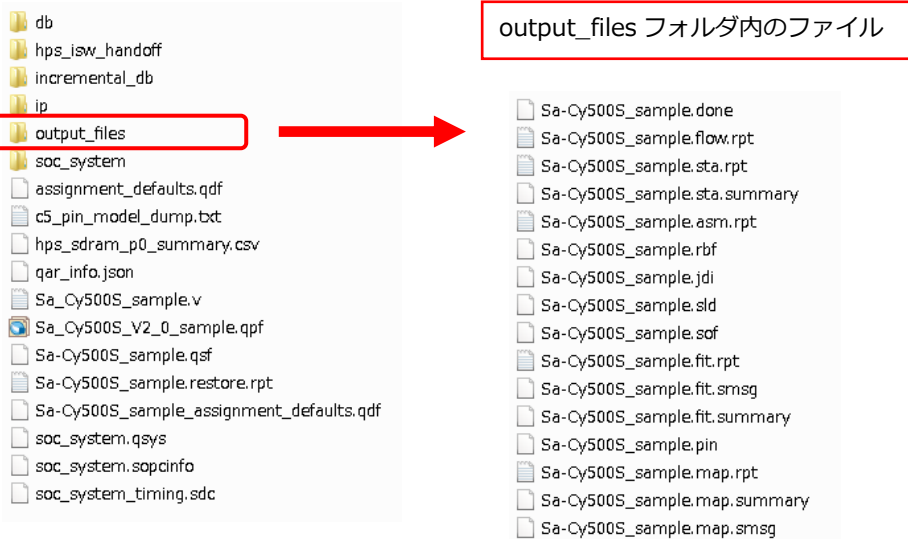 db
hps_isw_handoff
incremental_db
ip
output_files
soc_system
assignment_defaults.qdf
c5_pin_model_dump.txt
hps_sdram_p0_summary.csv
qar_info.json
Sa_Cy500S_sample.v
Sa_Cy500S_V2_0_sample.qpf
Sa-Cy500S_sample.qsf
Sa-Cy500S_sample.restore.rpt
Sa-Cy500S_sample_assignment_defaults.qdf
soc_system.qsys
soc_system.sopcinfo
soc_system_timing.sdc
output_files フォルダ内のファイル
Sa-Cy500S_sample.done
Sa-Cy500S_sample.flow.rpt
Sa-Cy500S_sample.sta.rpt
Sa-Cy500S_sample.sta.summary
Sa-Cy500S_sample.asm.rpt
Sa-Cy500S_sample.rbf
Sa-Cy500S_sample.jdi
Sa-Cy500S_sample.sld
Sa-Cy500S_sample.sof
Sa-Cy500S_sample.fit.rpt
Sa-Cy500S_sample.fit.smsg
Sa-Cy500S_sample.fit.summary
Sa-Cy500S_sample.pin
Sa-Cy500S_sample.map.rpt
Sa-Cy500S_sample.map.summary
Sa-Cy500S_sample.map.smsg